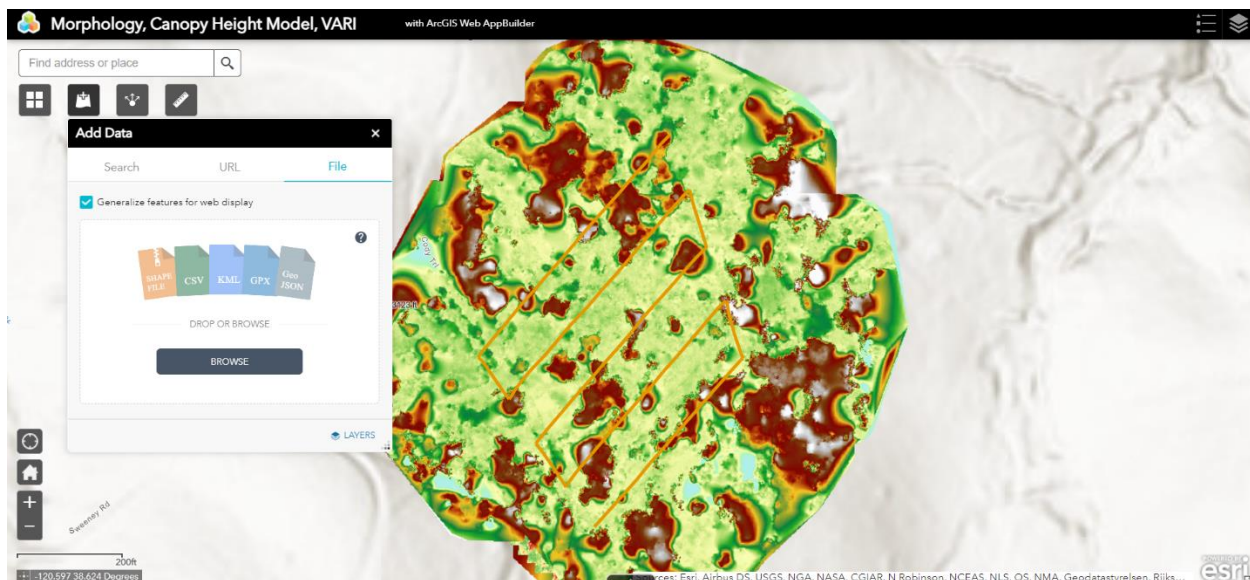 Morphology, Canopy Height Model, VARI
with ArcGIS Web AppBuilder
Find address or place
Add Data
×
Search
URL
File
Generalize features for web display
?
SHAPE
FILE
CSV
KML
GPX
Geo
JSON
DROP OR BROWSE
BROWSE
LAYERS
+
−
Sweeney Rd
200ft
-120.597 38.624 Degrees
Esri, Airbus DS, USGS, NGA, NASA, CGIAR, N Robinson, NCEAS, NLS, OS, NMA, Geodatastyrelsen, Rijks...
POWERED BY
esri